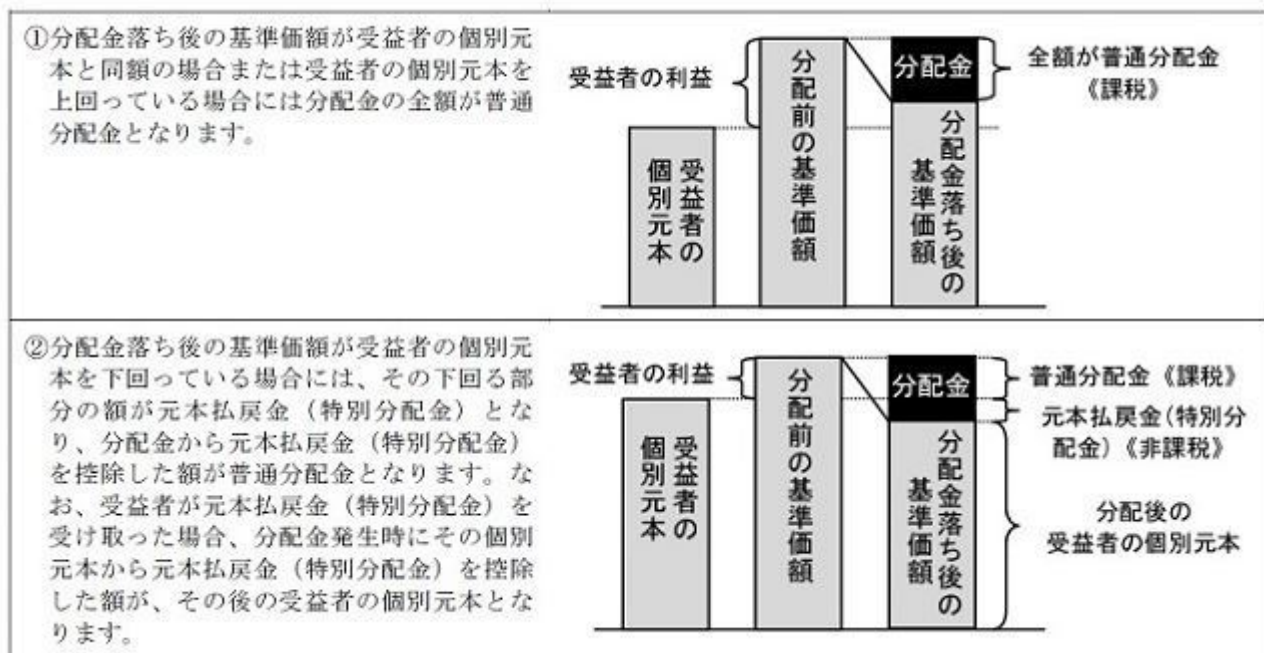 ①分配金落ち後の基準価額が受益者の個別元
本と同額の場合または受益者の個別元本を
上回っている場合には分配金の全額が普通
分配金となります。
受益者の利益
受益者の
個別元本
分配前の基準価額
分配金
分配金落ち後の
基準価額
全額が普通分配金
《課税》
②分配金落ち後の基準価額が受益者の個別元
本を下回っている場合には、その下回る部
分の額が元本払戻金（特別分配金）とな
り、分配金から元本払戻金（特別分配金）
を控除した額が普通分配金となります。な
お、受益者が元本払戻金（特別分配金）を
受け取った場合、分配金発生時にその個別
元本から元本払戻金（特別分配金）を控除
した額が、その後の受益者の個別元本とな
ります。
受益者の利益
受益者の
個別元本
分配前の基準価額
分配金
分配金落ち後の
基準価額
普通分配金《課税》
元本払戻金(特別分
配金)《非課税》
分配後の
受益者の個別元本